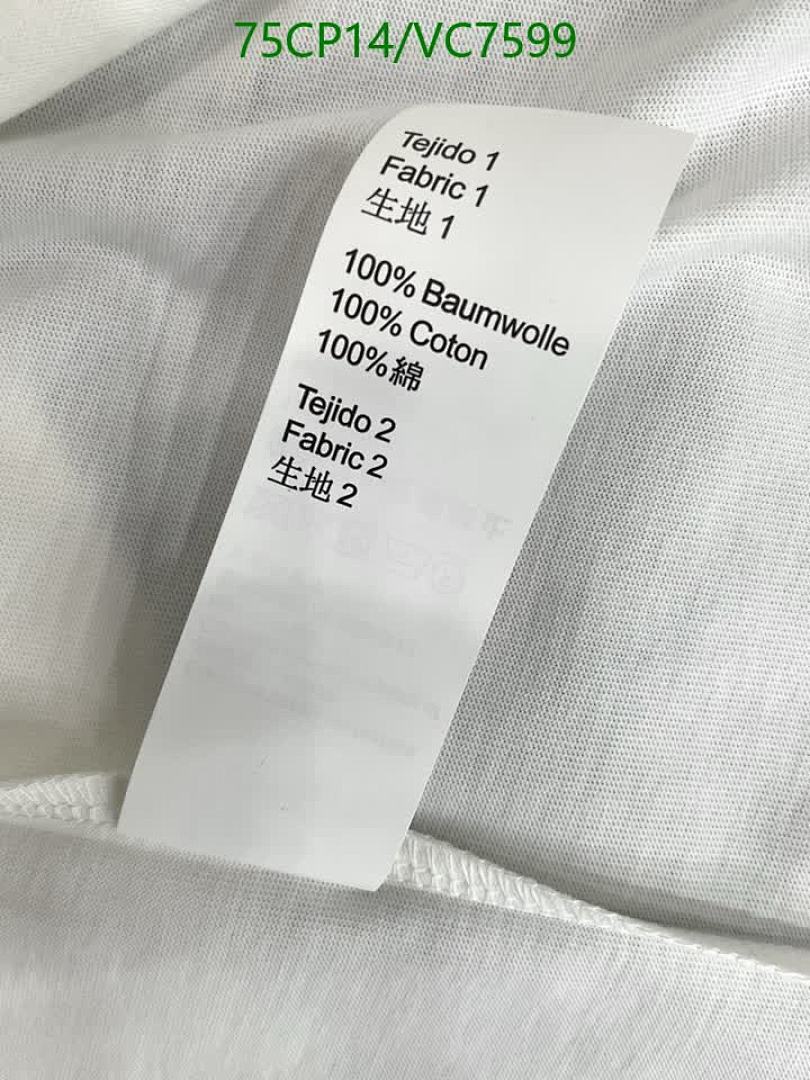 75CP14/VC7599
Tejido 1
Fabric 1
生地 1
100% Baumwolle
100% Coton
100%綿
Tejido 2
Fabric 2
生地 2